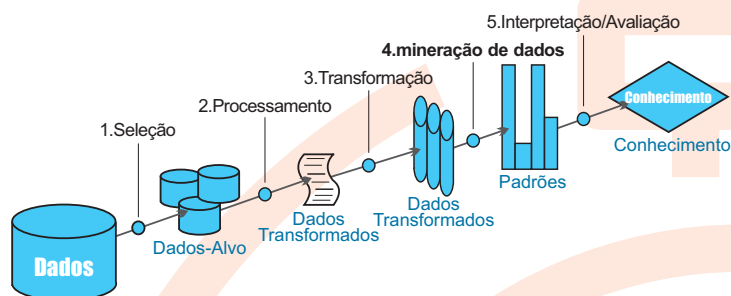 5.Interpretação/Avaliação
4.mineração de dados
3.Transformação
2.Processamento
1.Seleção
Conhecimento
Conhecimento
Padrões
Dados
Transformados
Dados
Transformados
Dados-Alvo
Dados